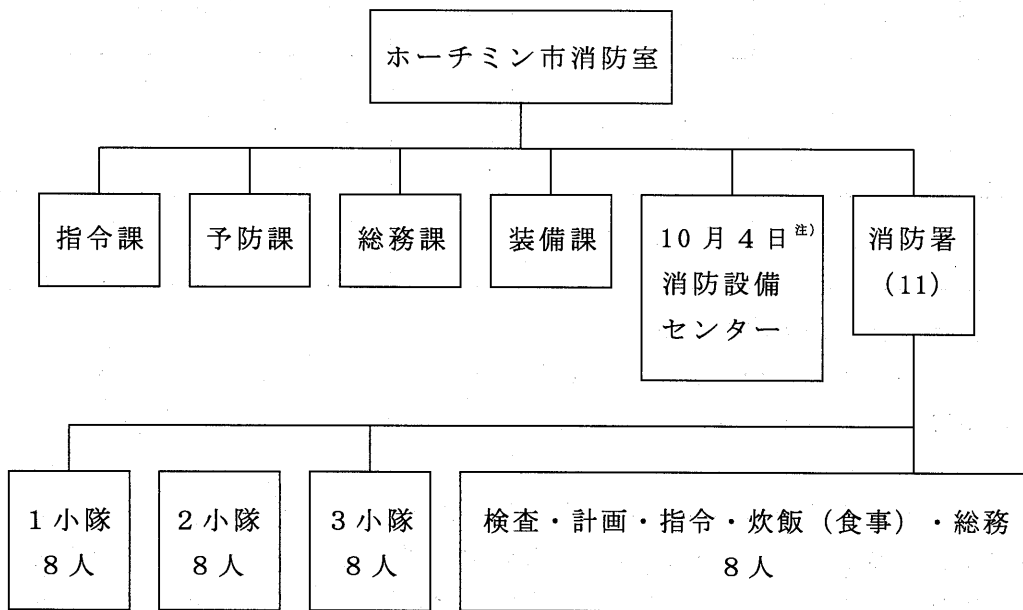 ホーチミン市消防室
指令課
予防課
総務課
装備課
10月4日注)
消防設備
センター
消防署
(11)
1小隊
8人
2小隊
8人
3小隊
8人
検査・計画・指令・炊飯(食事)・総務
8人